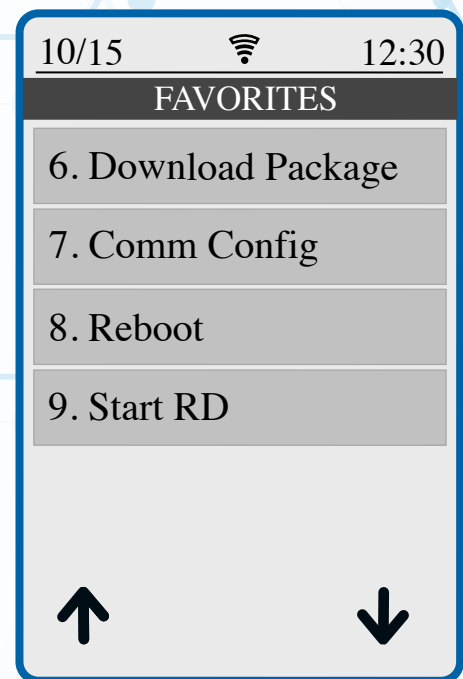 10/15 12:30
FAVORITES
6. Download Package
7. Comm Config
8. Reboot
9. Start RD